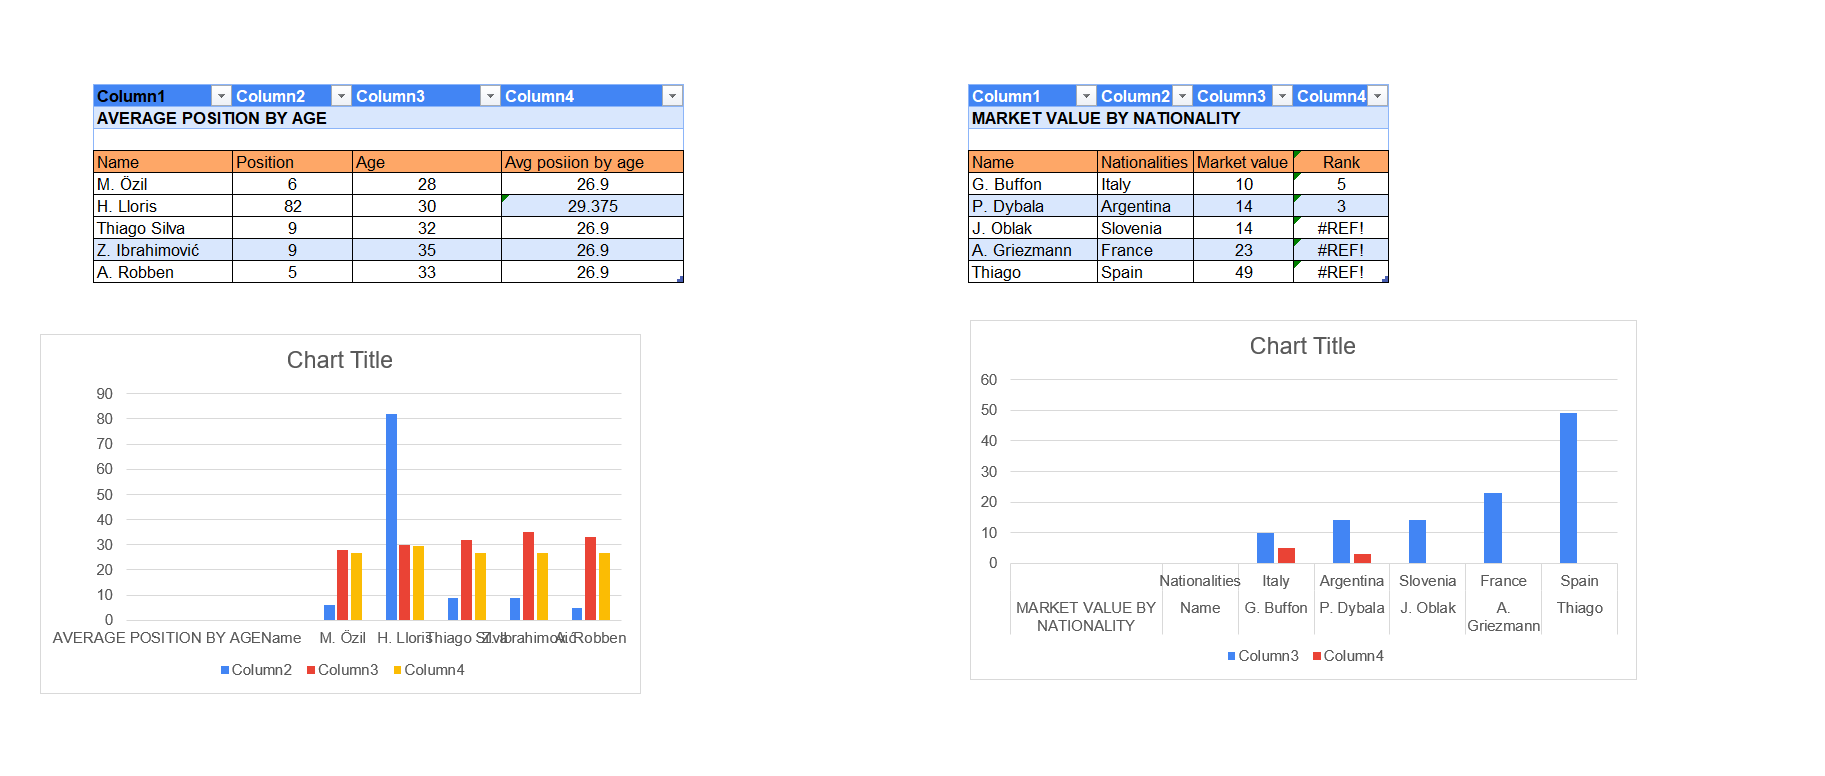 Column1 Column2 Column3 Column4
AVERAGE POSITION BY AGE
Name Position Age Avg posiion by age
M. Özil 6 28 26.9
H. Lloris 82 30 29.375
Thiago Silva 9 32 26.9
Z. Ibrahimović 9 35 26.9
A. Robben 5 33 26.9
Chart Title
90
80
70
60
50
40
30
20
10
0
AVERAGE POSITION BY AGE Name M. Özil H. Lloris Thiago Silva Z. Ibrahimović A. Robben
Column2 Column3 Column4
Column1 Column2 Column3 Column4
MARKET VALUE BY NATIONALITY
Name Nationalities Market value Rank
G. Buffon Italy 10 5
P. Dybala Argentina 14 3
J. Oblak Slovenia 14 #REF!
A. Griezmann France 23 #REF!
Thiago Spain 49 #REF!
Chart Title
60
50
40
30
20
10
0
Nationalities Italy Argentina Slovenia France Spain
MARKET VALUE BY Name G. Buffon P. Dybala J. Oblak A. Thiago
NATIONALITY Griezmann
Column3 Column4